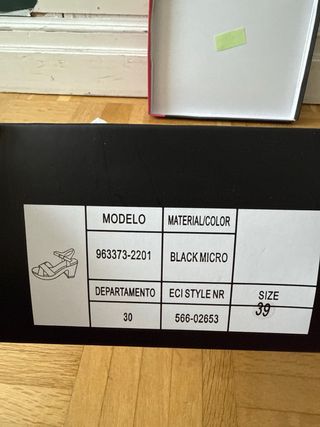 MODELO MATERIAL/COLOR
963373-2201 BLACK MICRO
DEPARTAMENTO ECI STYLE NR SIZE
30 566-02653 39